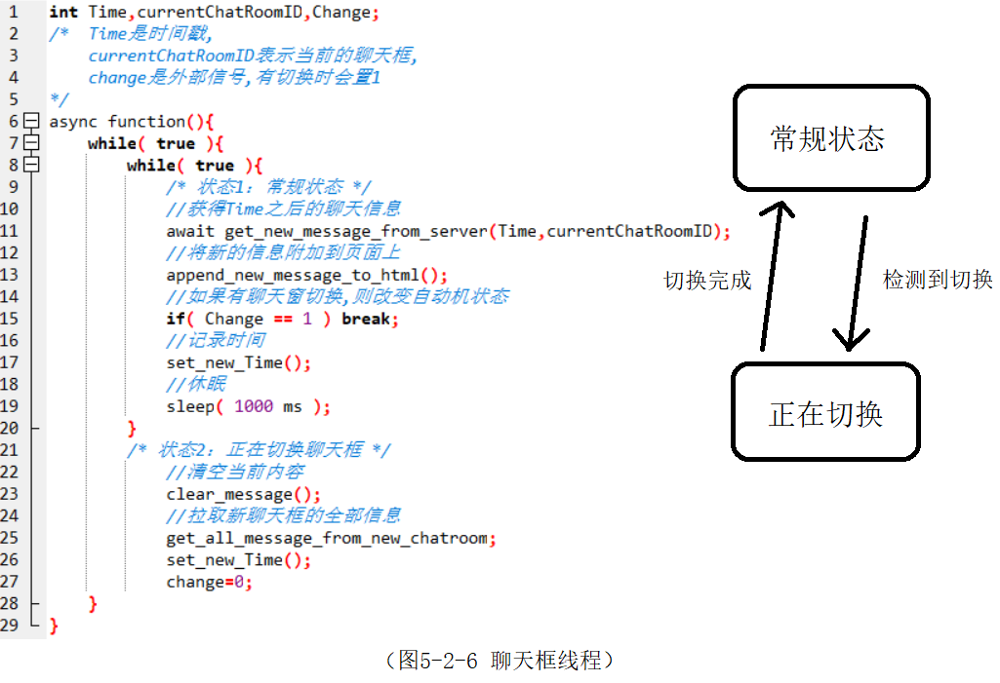 1 int Time,currentChatRoomID,Change;
2 /* Time是时间戳,
3 currentChatRoomID表示当前的聊天框,
4 change是外部信号,有切换时会置1
5 */
6 async function(){
7 while( true ){
8 while( true ){
9 /* 状态1: 常规状态 */
10 //获得Time之后的聊天信息
11 await get_new_message_from_server(Time,currentChatRoomID);
12 //将新的信息附加到页面上
13 append_new_message_to_html();
14 //如果有聊天窗切换,则改变自动机状态
15 if( Change == 1 ) break;
16 //记录时间
17 set_new_Time();
18 //休眠
19 sleep( 1000 ms );
20 }
21 /* 状态2: 正在切换聊天框 */
22 //清空当前内容
23 clear_message();
24 //拉取新聊天框的全部信息
25 get_all_message_from_new_chatroom;
26 set_new_Time();
27 change=0;
28 }
29 }
常规状态
切换完成
检测到切换
正在切换
（图5-2-6 聊天框线程）